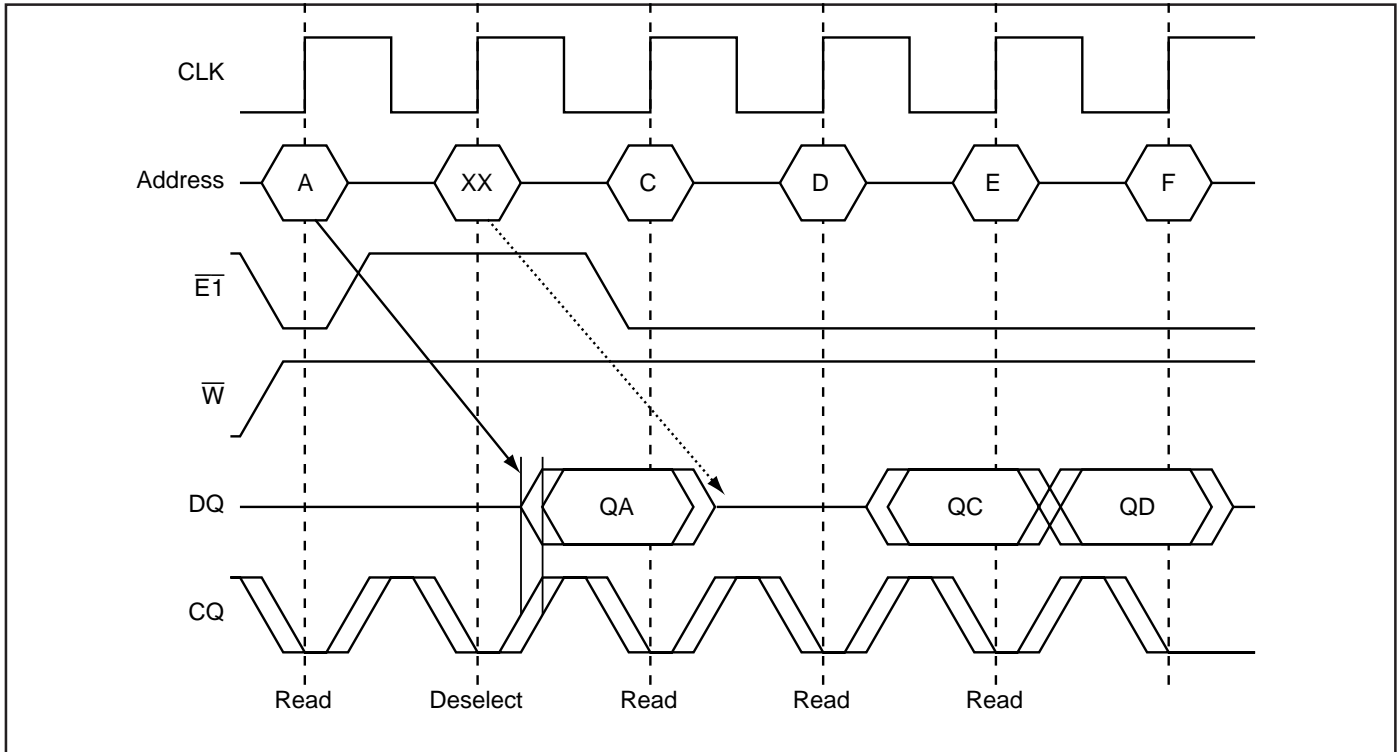 CLK
Address A XX C D E F
E1
W
DQ QA QC QD
CQ
Read Deselect Read Read Read